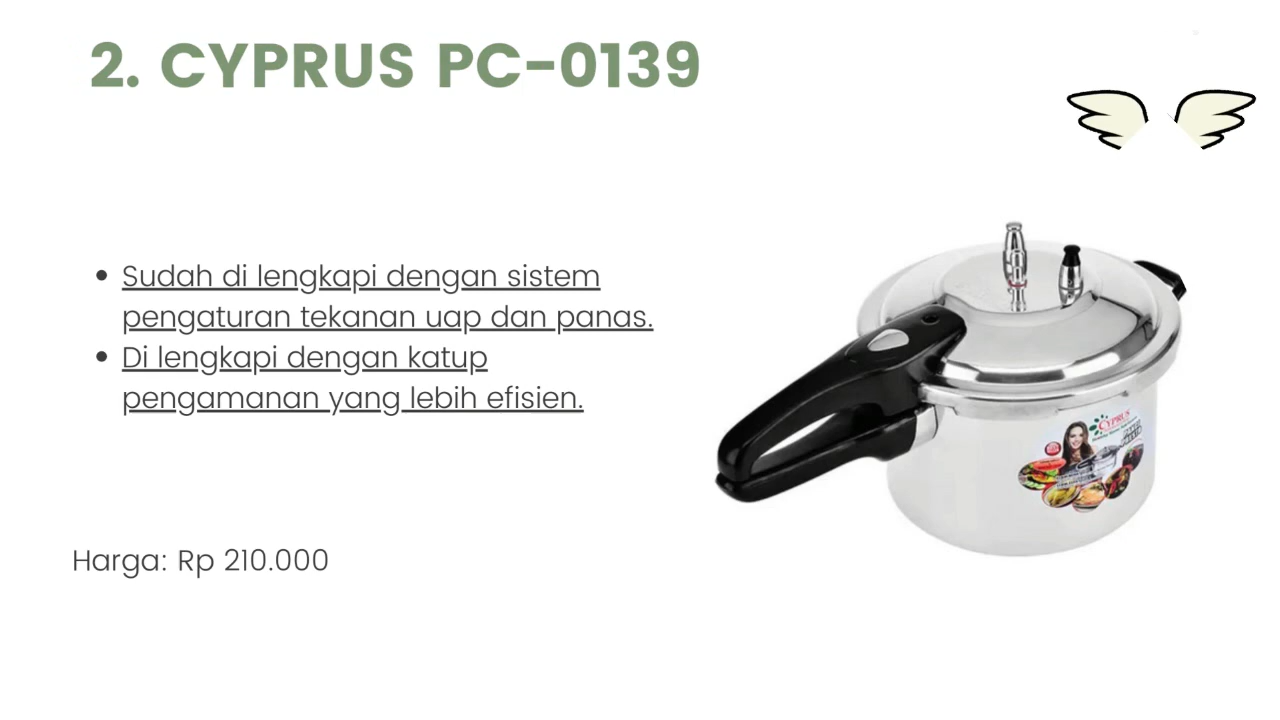 2. CYPRUS PC-0139
Sudah di lengkapi dengan sistem
pengaturan tekanan uap dan panas.
Di lengkapi dengan katup
pengamanan yang lebih efisien.
Harga: Rp 210.000
CYPRUS